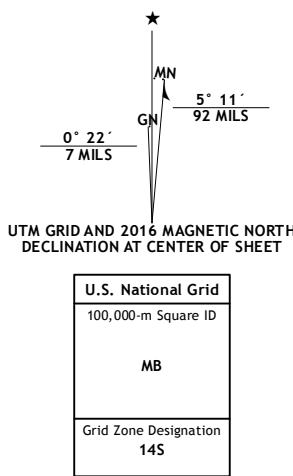 ★
MN
GN
5° 11´
92 MILS
0° 22´
7 MILS
UTM GRID AND 2016 MAGNETIC NORTH
DECLINATION AT CENTER OF SHEET
U.S. National Grid
100,000-m Square ID
MB
Grid Zone Designation
14S